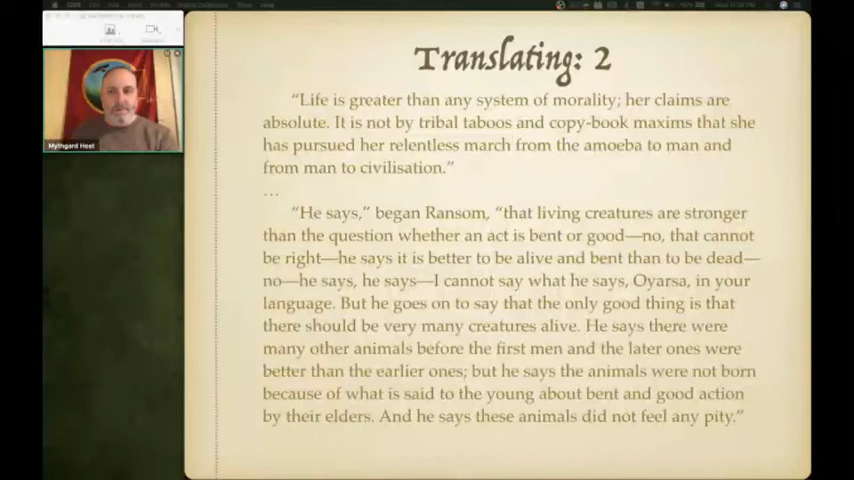 Translating: 2
“Life is greater than any system of morality; her claims are
absolute. It is not by tribal taboos and copy-book maxims that she
has pursued her relentless march from the amoeba to man and
from man to civilisation.”
…
“He says,” began Ransom, “that living creatures are stronger
than the question whether an act is bent or good—no, that cannot
be right—he says it is better to be alive and bent than to be dead—
no—he says, he says—I cannot say what he says, Oyarsa, in your
language. But he goes on to say that the only good thing is that
there should be very many creatures alive. He says there were
many other animals before the first men and the later ones were
better than the earlier ones; but he says the animals were not born
because of what is said to the young about bent and good action
by their elders. And he says these animals did not feel any pity.”
Mythgard Host